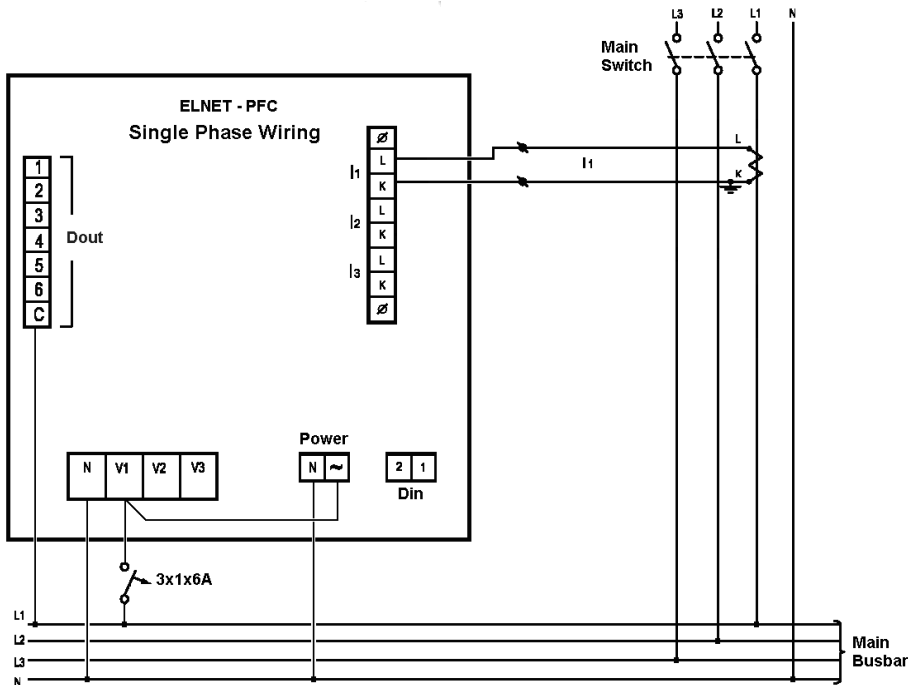 L3 L2 L1 N
Main
Switch
ELNET - PFC
Single Phase Wiring
Ø
L
K
L
K
L
K
Ø
I1
I2
I3
L
I1
K
1
2
3
4
5
6
C
Dout
N V1 V2 V3
Power
N ~
2 1
Din
3x1x6A
L1
L2
L3
N
Main
Busbar